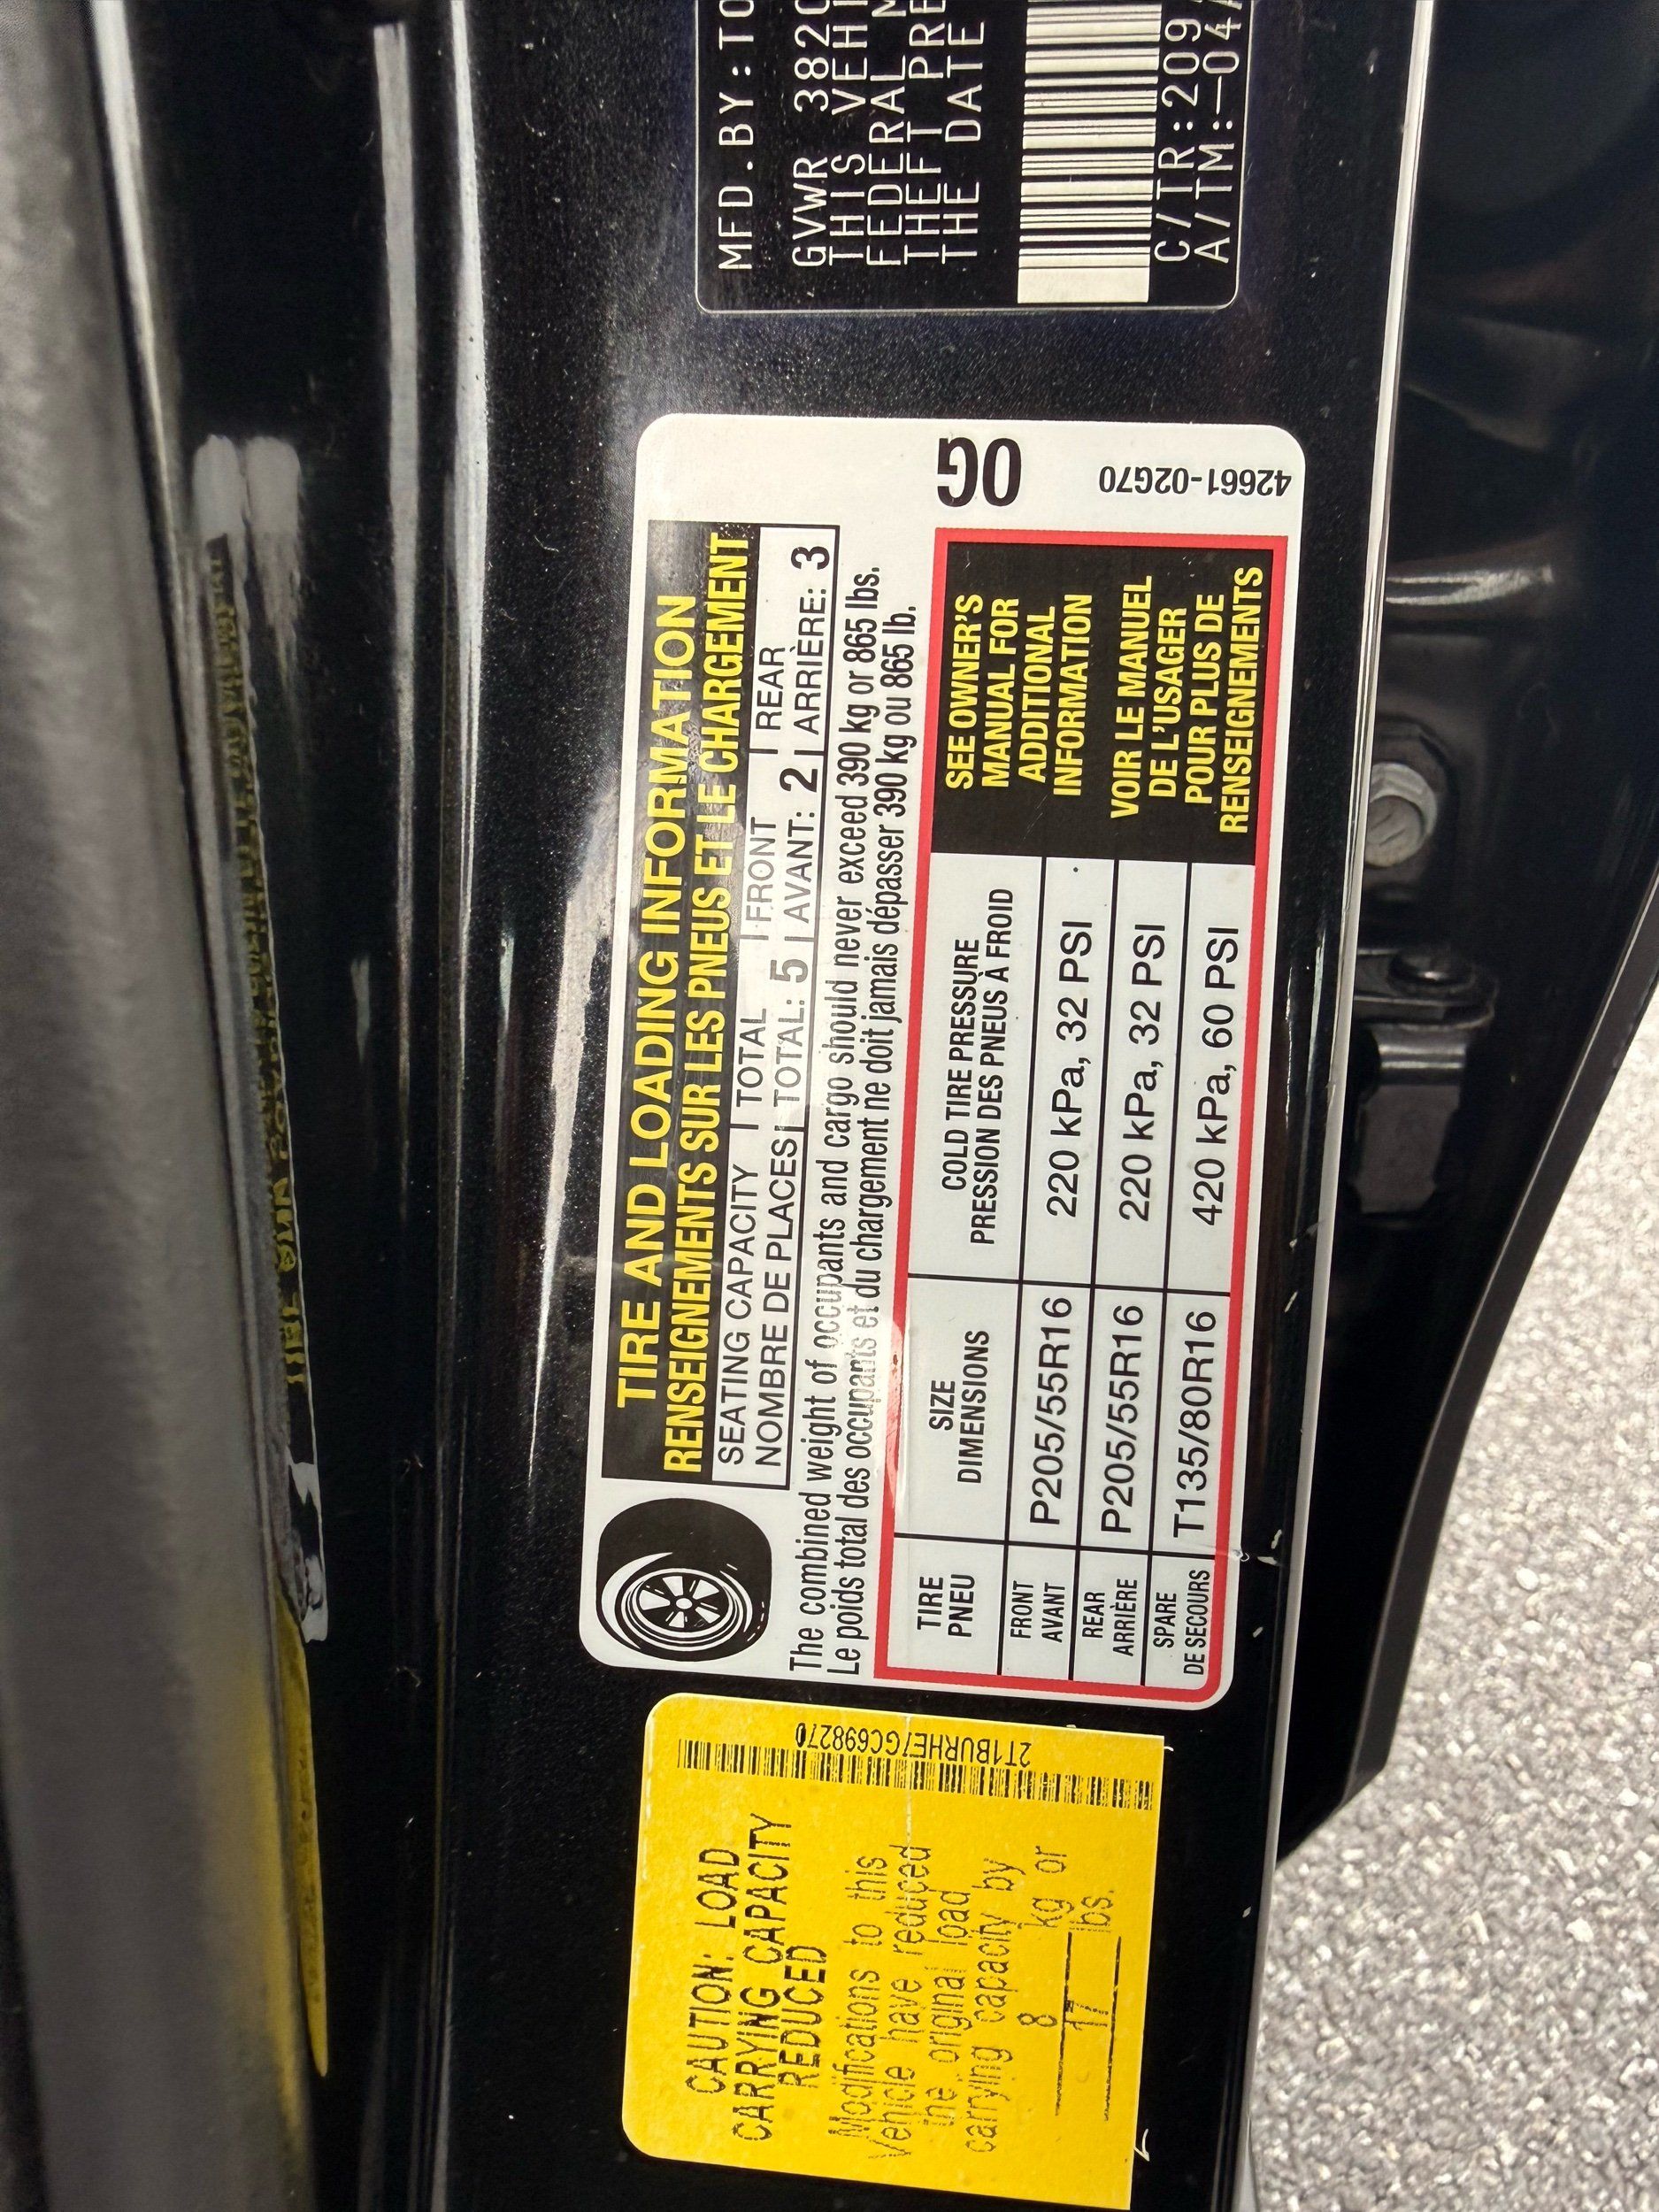 CAUTION: LOAD
CARRYING CAPACITY
REDUCED
Modifications to this
Vehicle have reduced
the original load
carrying capacity by
8 kg or
17 lbs.
2T1BURHE7GC698270
TIRE AND LOADING INFORMATION
RENSEIGNEMENTS SUR LES PNEUS ET LE CHARGEMENT
SEATING CAPACITY | TOTAL | FRONT | REAR
NOMBRE DE PLACES | TOTAL: 5 | AVANT: 2 | ARRIÈRE: 3
The combined weight of occupants and cargo should never exceed 390 kg or 865 lbs.
Le poids total des occupants et du chargement ne doit jamais dépasser 390 kg ou 865 lb.
TIRE SIZE COLD TIRE PRESSURE
PNEU DIMENSIONS PRESSION DES PNEUS À FROID
FRONT
AVANT P205/55R16 220 kPa, 32 PSI
REAR
ARRIÈRE P205/55R16 220 kPa, 32 PSI
SPARE
DE SECOURS T135/80R16 420 kPa, 60 PSI
SEE OWNER'S
MANUAL FOR
ADDITIONAL
INFORMATION
VOIR LE MANUEL
DE L'USAGER
POUR PLUS DE
RENSEIGNEMENTS
0G
42661-02G70
MFD.BY:TO
GVWR 382
THIS VEHI
FEDERAL M
THEFT PRE
THE DATE
C/TR:209
A/TM:-04